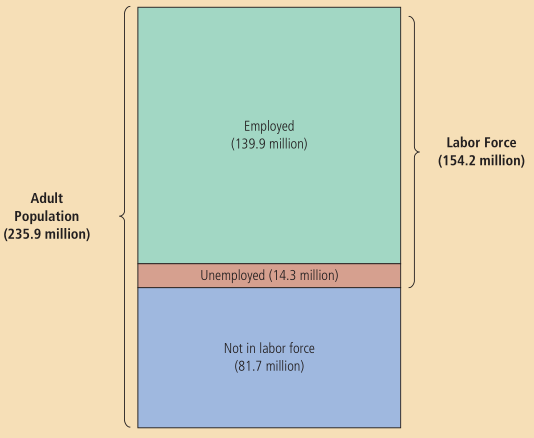 Employed
(139.9 million)
Labor Force
(154.2 million)
Adult
Population
(235.9 million)
Unemployed (14.3 million)
Not in labor force
(81.7 million)